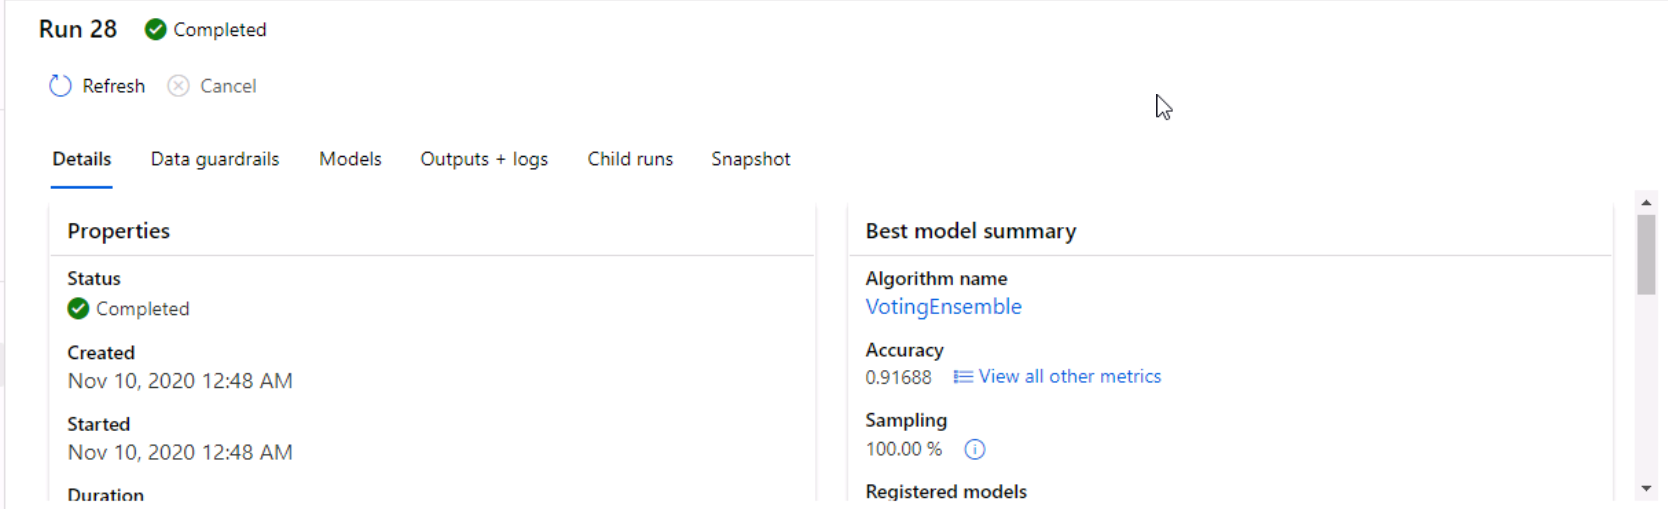 Run 28 Completed
Refresh Cancel
Details Data guardrails Models Outputs + logs Child runs Snapshot
Properties
Status
Completed
Created
Nov 10, 2020 12:48 AM
Started
Nov 10, 2020 12:48 AM
Duration
Best model summary
Algorithm name
VotingEnsemble
Accuracy
0.91688 View all other metrics
Sampling
100.00 %
Registered models